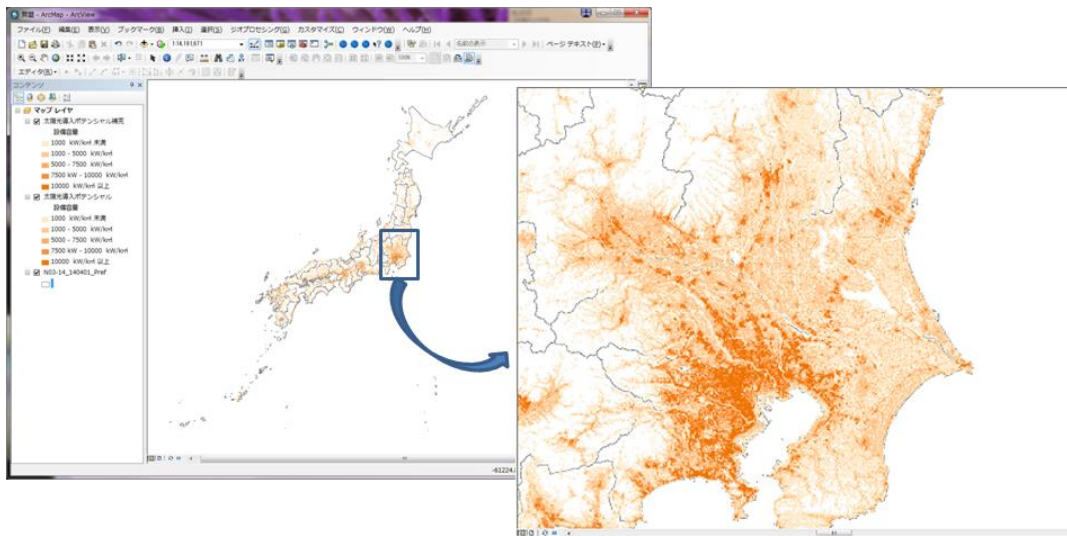 無題 - ArcMap - ArcView
ファイル(F) 編集(E) 表示(V) ブックマーク(B) 挿入(I) 選択(S) ジオプロセシング(G) カスタマイズ(C) ウィンドウ(W) ヘルプ(H)
1:14,161,671
名前の表示
ページ テキスト(P)
100%
エディタ(R)
コンテンツ
マップ レイヤ
太陽光導入ポテンシャル補完
設備容量
1000 kW/km² 未満
1000 - 5000 kW/km²
5000 - 7500 kW/km²
7500 kW - 10000 kW/km²
10000 kW/km² 以上
太陽光導入ポテンシャル
設備容量
1000 kW/km² 未満
1000 - 5000 kW/km²
5000 - 7500 kW/km²
7500 kW - 10000 kW/km²
10000 kW/km² 以上
N03-14_140401_Pref